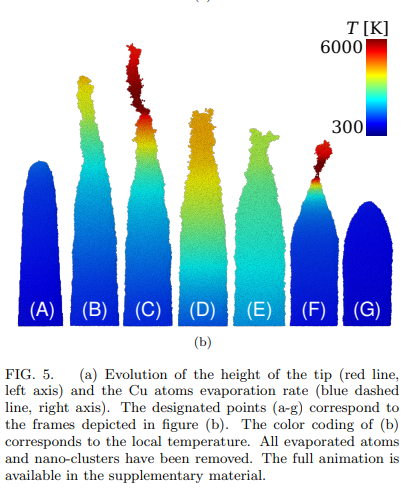 T [K]
6000
300
(A) (B) (C) (D) (E) (F) (G)
(b)
FIG. 5. (a) Evolution of the height of the tip (red line,
left axis) and the Cu atoms evaporation rate (blue dashed
line, right axis). The designated points (a-g) correspond to
the frames depicted in figure (b). The color coding of (b)
corresponds to the local temperature. All evaporated atoms
and nano-clusters have been removed. The full animation is
available in the supplementary material.